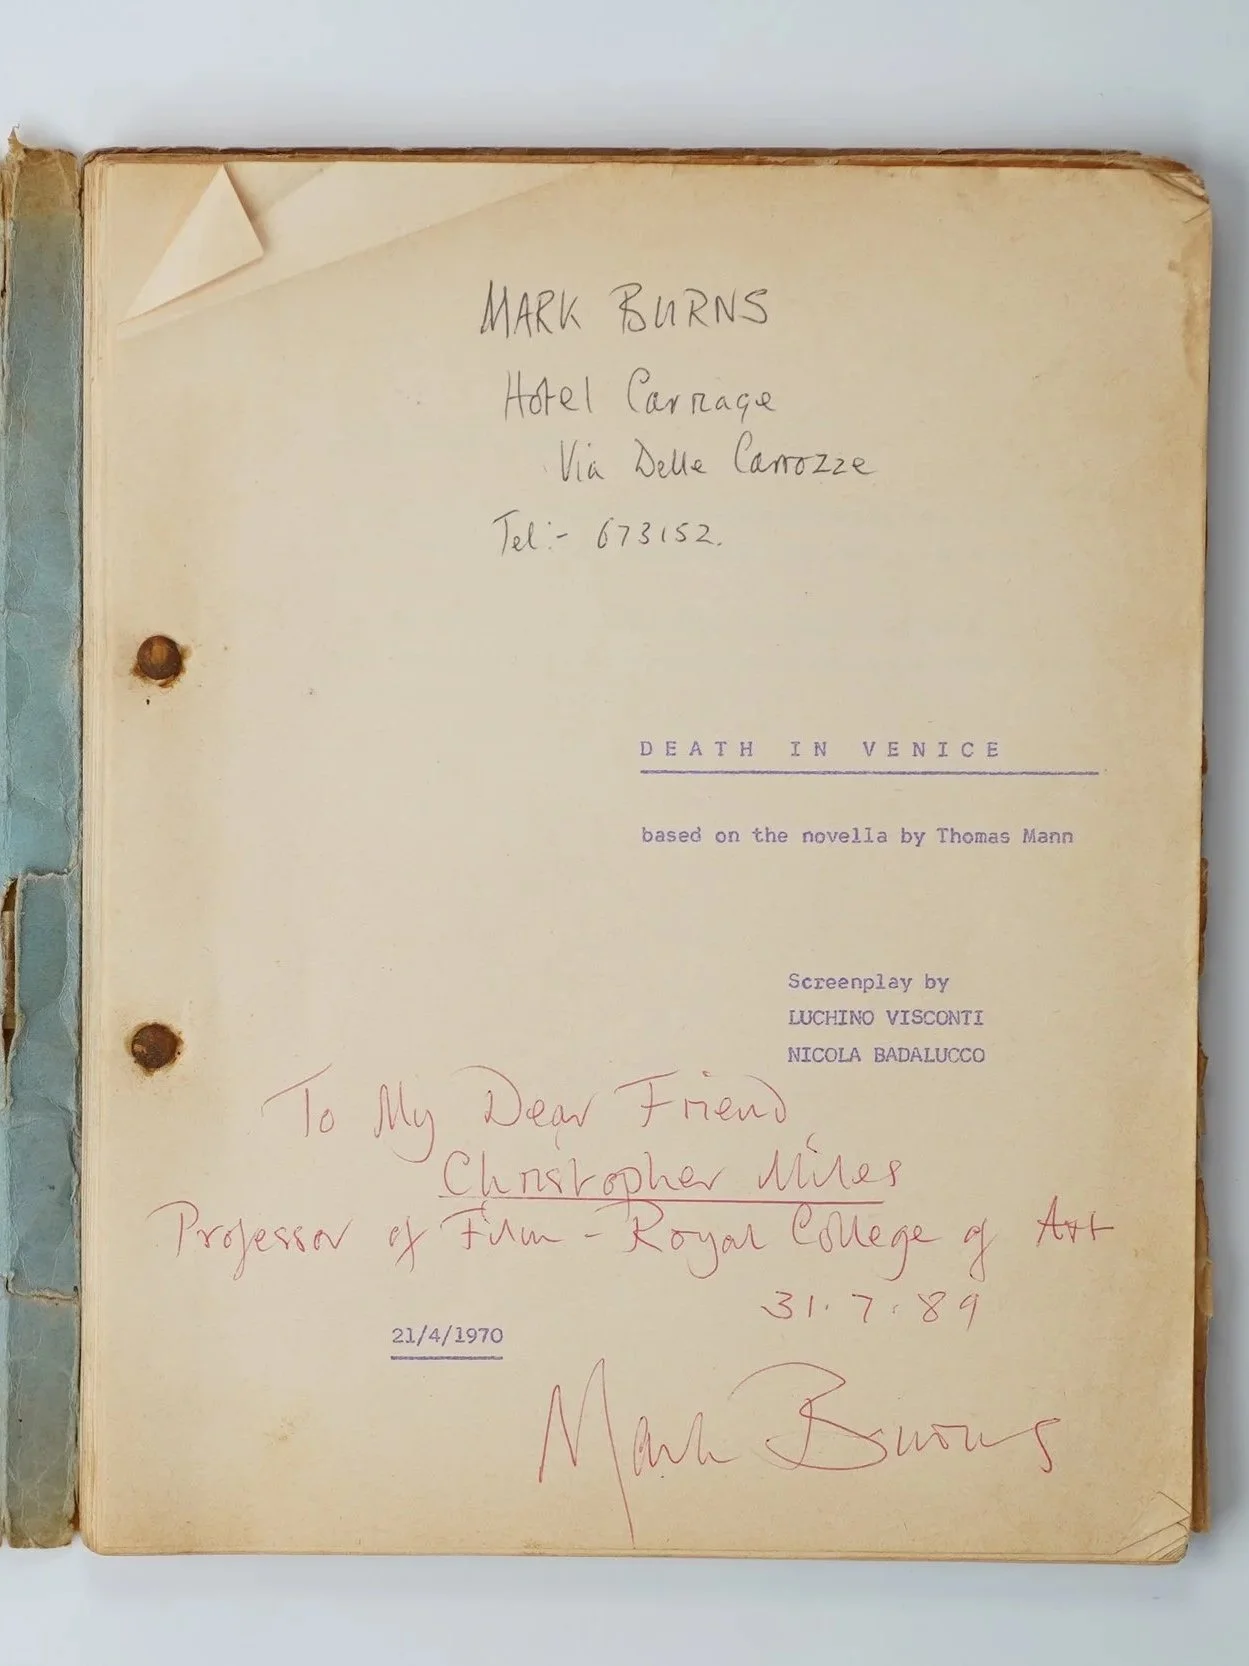 MARK BURNS
Hotel Carriage
Via Delle Carrozze
Tel:- 673152.
DEATH IN VENICE
based on the novella by Thomas Mann
Screenplay by
LUCHINO VISCONTI
NICOLA BADALUCCO
To My Dear Friend,
Christopher Miles
Professor of Film - Royal College of Art
31.7.89
21/4/1970
Mark Burns